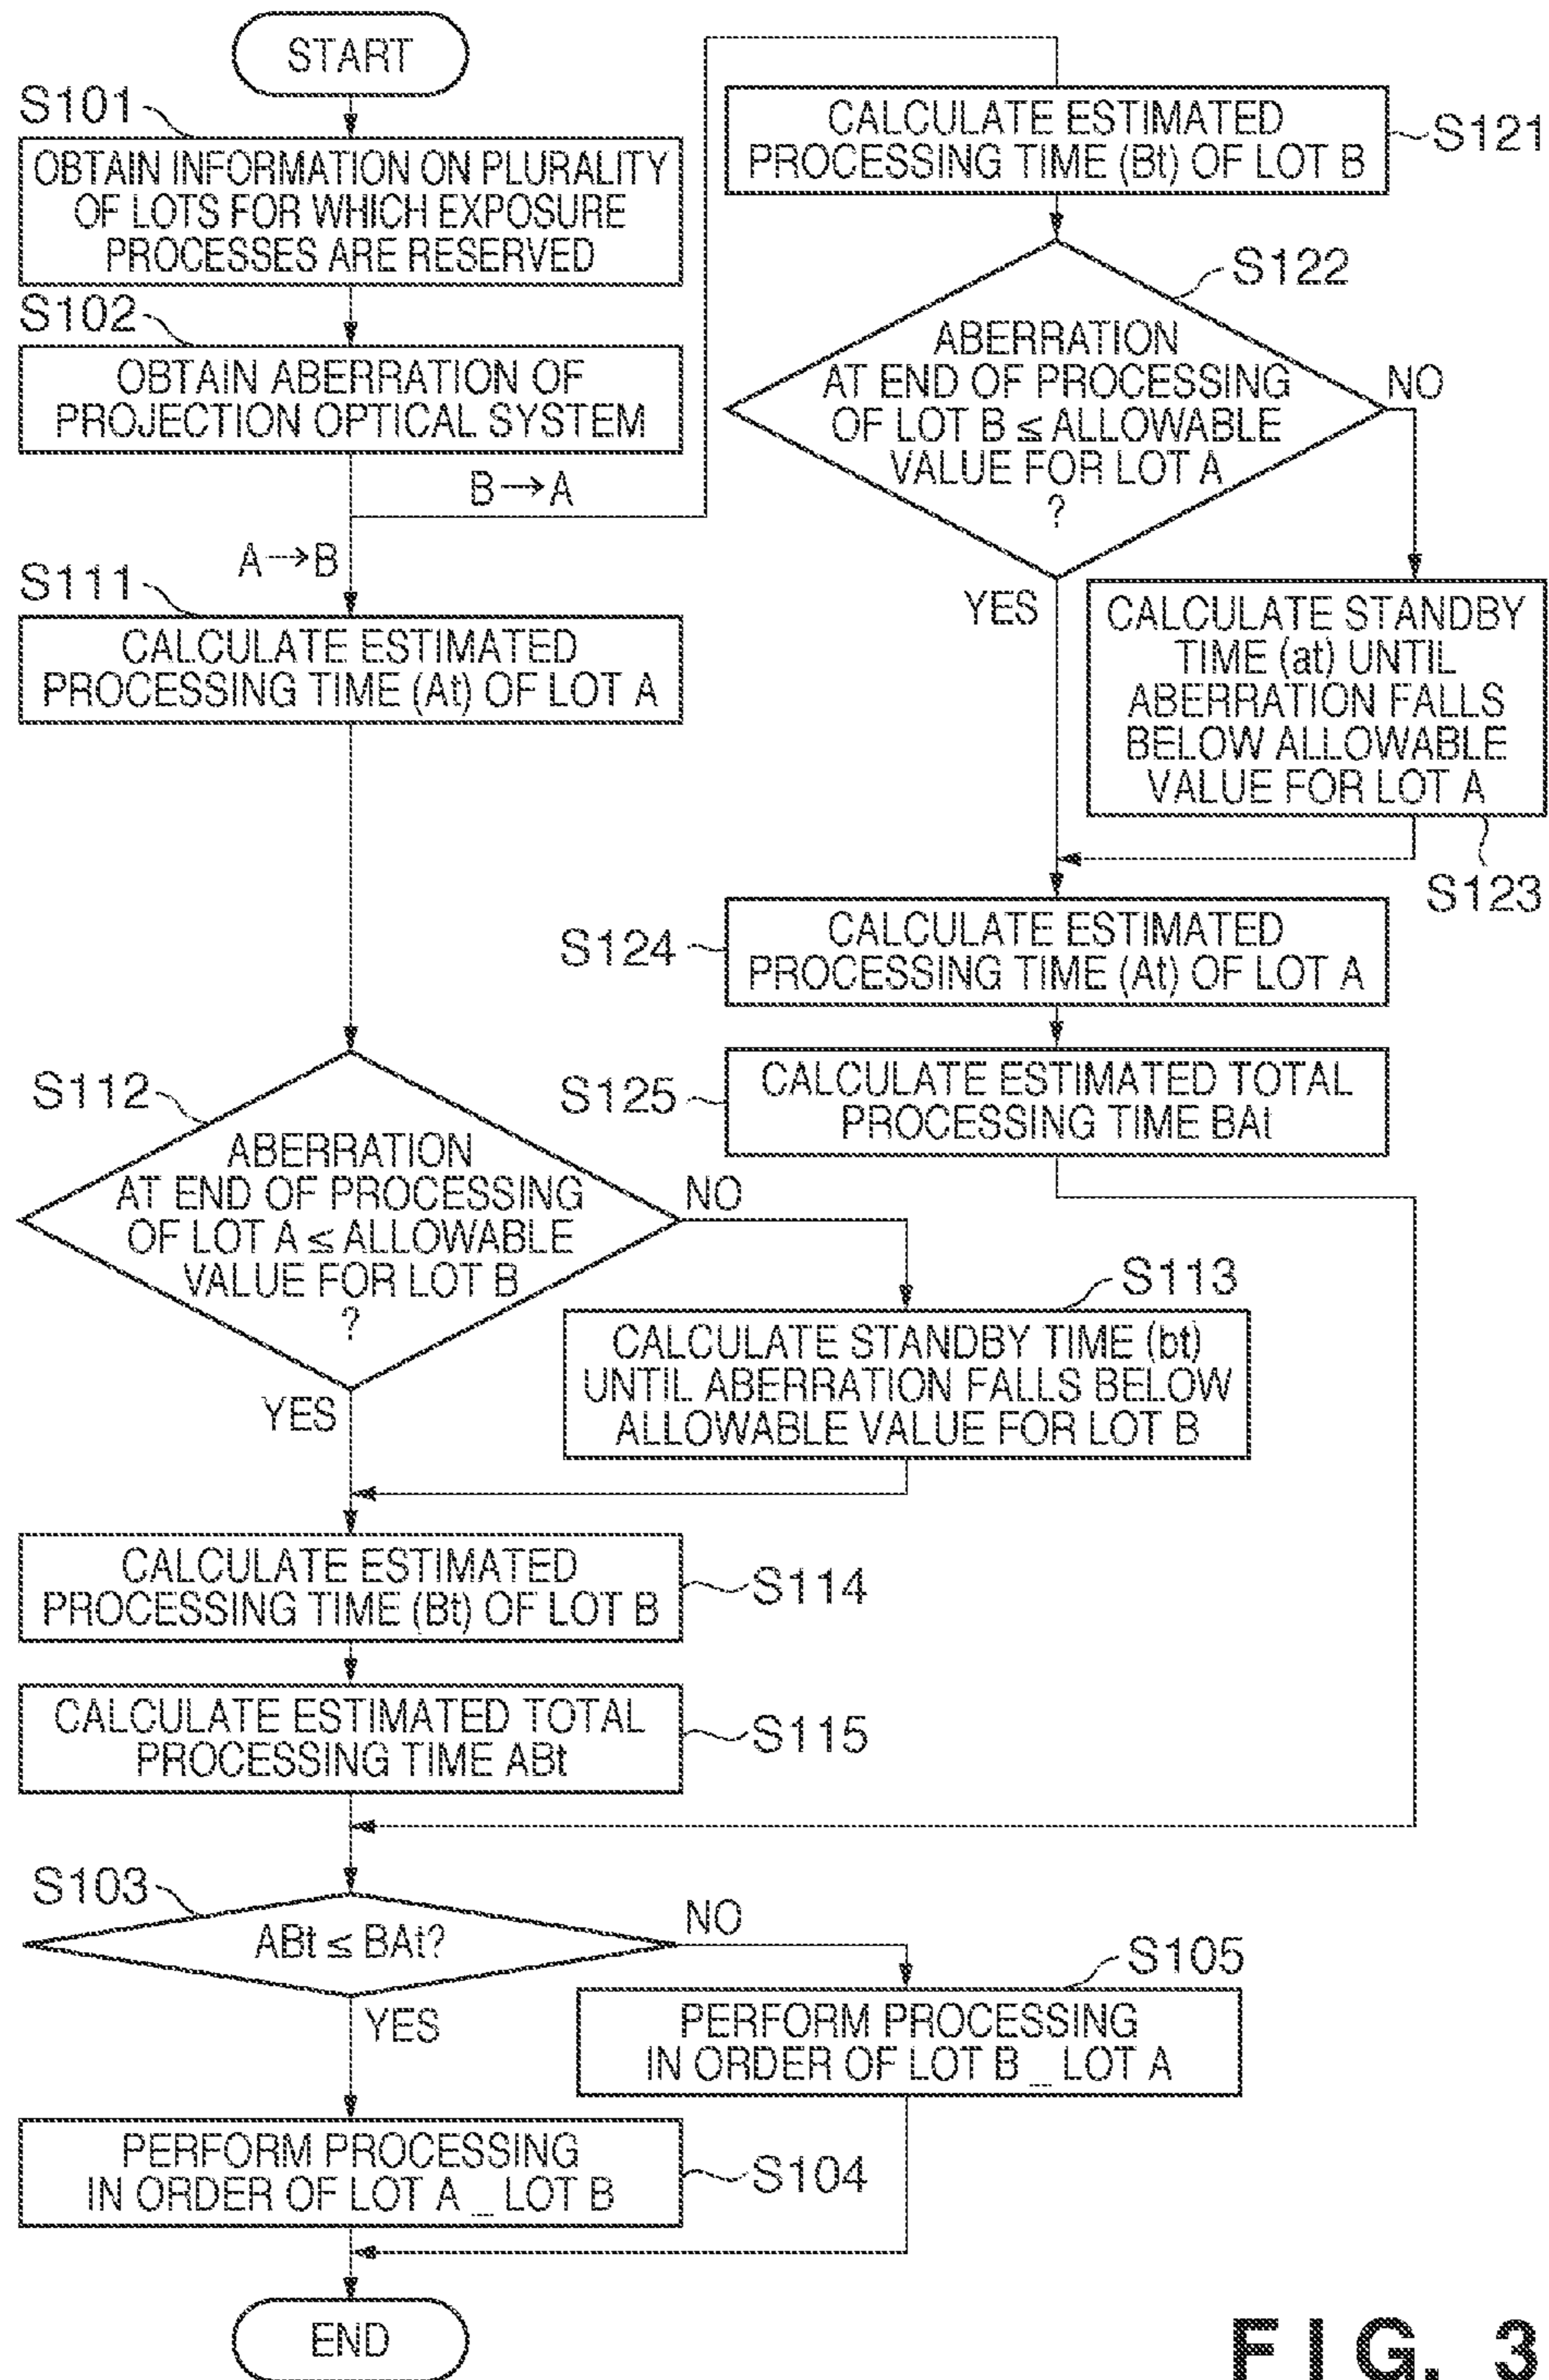 START
S101
OBTAIN INFORMATION ON PLURALITY
OF LOTS FOR WHICH EXPOSURE
PROCESSES ARE RESERVED
S102
OBTAIN ABERRATION OF
PROJECTION OPTICAL SYSTEM
B→A
A→B
S111
CALCULATE ESTIMATED
PROCESSING TIME (At) OF LOT A
S112
ABERRATION
AT END OF PROCESSING
OF LOT A ≤ ALLOWABLE
VALUE FOR LOT B
?
NO
YES
S113
CALCULATE STANDBY TIME (bt)
UNTIL ABERRATION FALLS BELOW
ALLOWABLE VALUE FOR LOT B
CALCULATE ESTIMATED
PROCESSING TIME (Bt) OF LOT B
S114
CALCULATE ESTIMATED TOTAL
PROCESSING TIME ABt
S115
CALCULATE ESTIMATED
PROCESSING TIME (Bt) OF LOT B
S121
S122
ABERRATION
AT END OF PROCESSING
OF LOT B ≤ ALLOWABLE
VALUE FOR LOT A
?
NO
YES
CALCULATE STANDBY
TIME (at) UNTIL
ABERRATION FALLS
BELOW ALLOWABLE
VALUE FOR LOT A
S123
S124
CALCULATE ESTIMATED
PROCESSING TIME (At) OF LOT A
S125
CALCULATE ESTIMATED TOTAL
PROCESSING TIME BAt
S103
ABt ≤ BAt?
NO
YES
S105
PERFORM PROCESSING
IN ORDER OF LOT B _ LOT A
PERFORM PROCESSING
IN ORDER OF LOT A _ LOT B
S104
END
FIG. 3